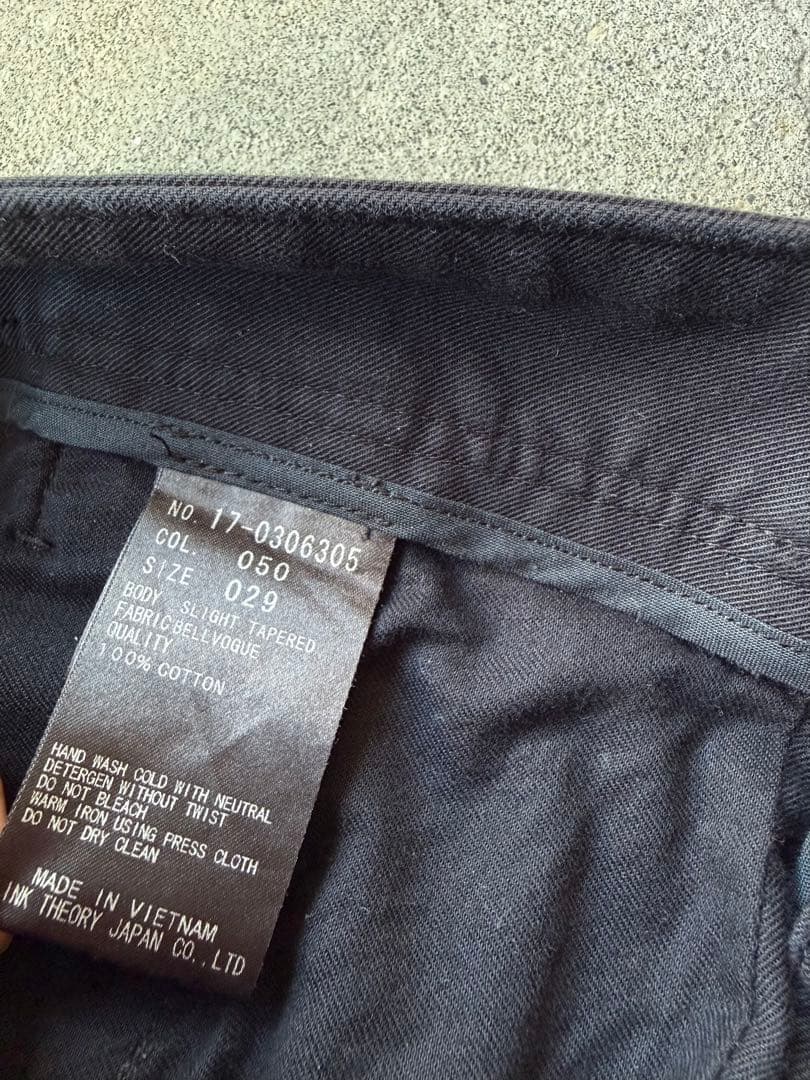 NO. 17-0306305
COL. 050
SIZE 029
BODY SLIGHT TAPERED
FABRIC BELLVOGUE
QUALITY
100% COTTON
HAND WASH COLD WITH NEUTRAL
DETERGEN WITHOUT TWIST
DO NOT BLEACH
WARM IRON USING PRESS CLOTH
DO NOT DRY CLEAN
MADE IN VIETNAM
INK THEORY JAPAN CO.,LTD